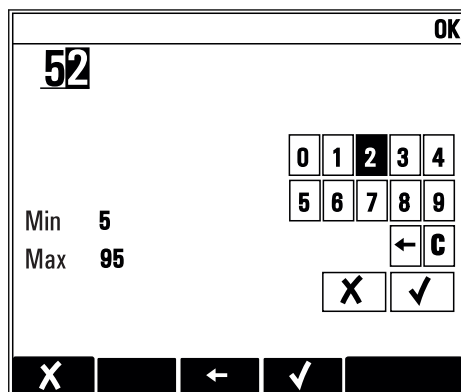 OK
52
0 1 2 3 4
5 6 7 8 9
Min 5
← C
Max 95
X ✓
X ← ✓